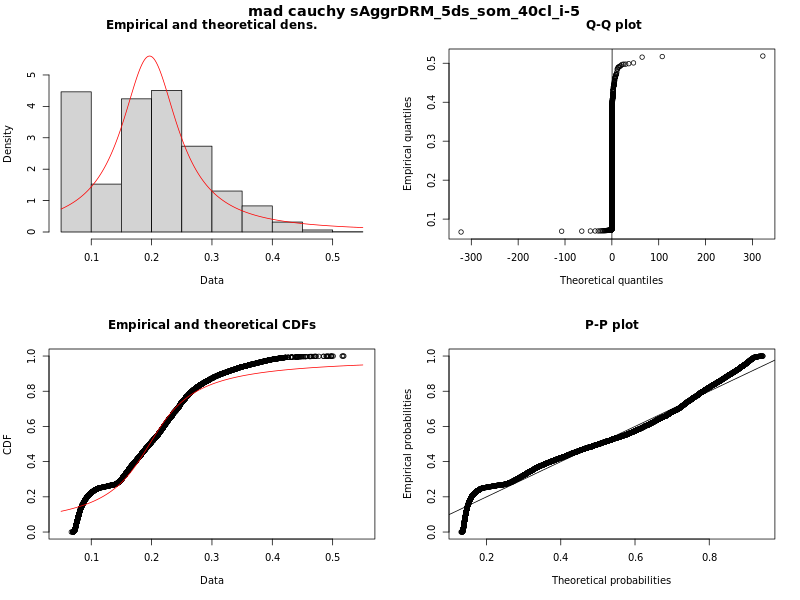 mad cauchy sAggrDRM_5ds_som_40cl_i-5
Empirical and theoretical dens.
Density
0 1 2 3 4 5
0.1 0.2 0.3 0.4 0.5
Data
Q-Q plot
Empirical quantiles
0.1 0.2 0.3 0.4 0.5
-300 -200 -100 0 100 200 300
Theoretical quantiles
Empirical and theoretical CDFs
CDF
0.0 0.2 0.4 0.6 0.8 1.0
0.1 0.2 0.3 0.4 0.5
Data
P-P plot
Empirical probabilities
0.0 0.2 0.4 0.6 0.8 1.0
0.2 0.4 0.6 0.8
Theoretical probabilities